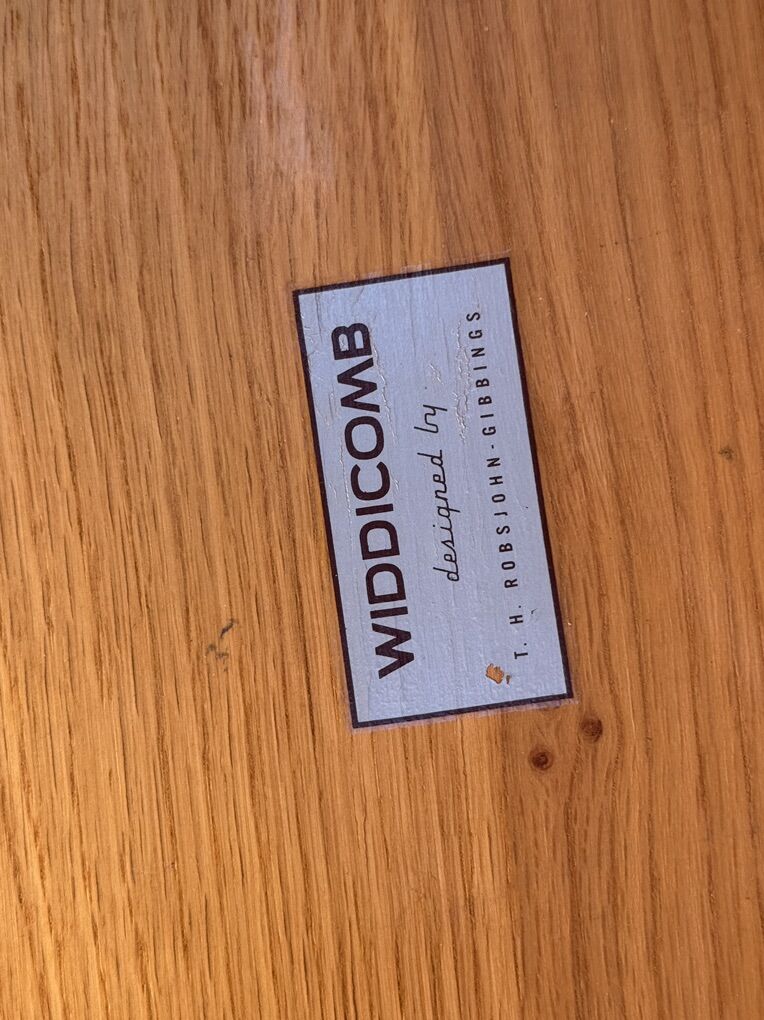 WIDDICOMB
designed by
T. H. ROBSJOHN-GIBBINGS